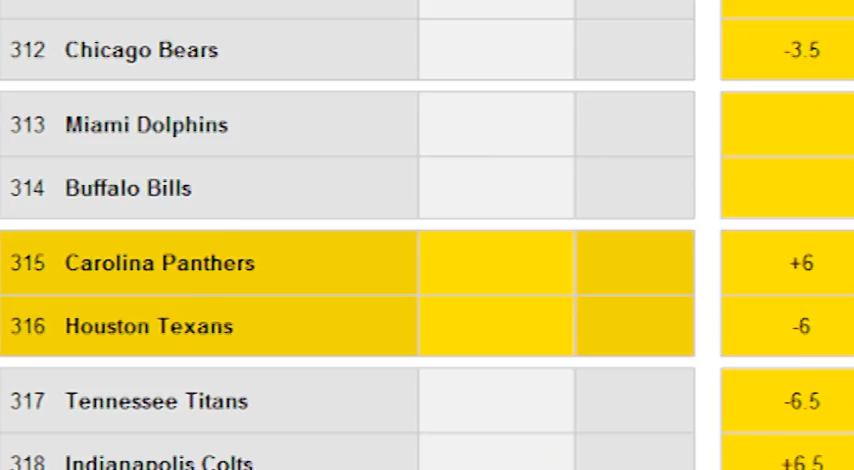 312 Chicago Bears -3.5
313 Miami Dolphins
314 Buffalo Bills
315 Carolina Panthers +6
316 Houston Texans -6
317 Tennessee Titans -6.5
318 Indianapolis Colts +6.5